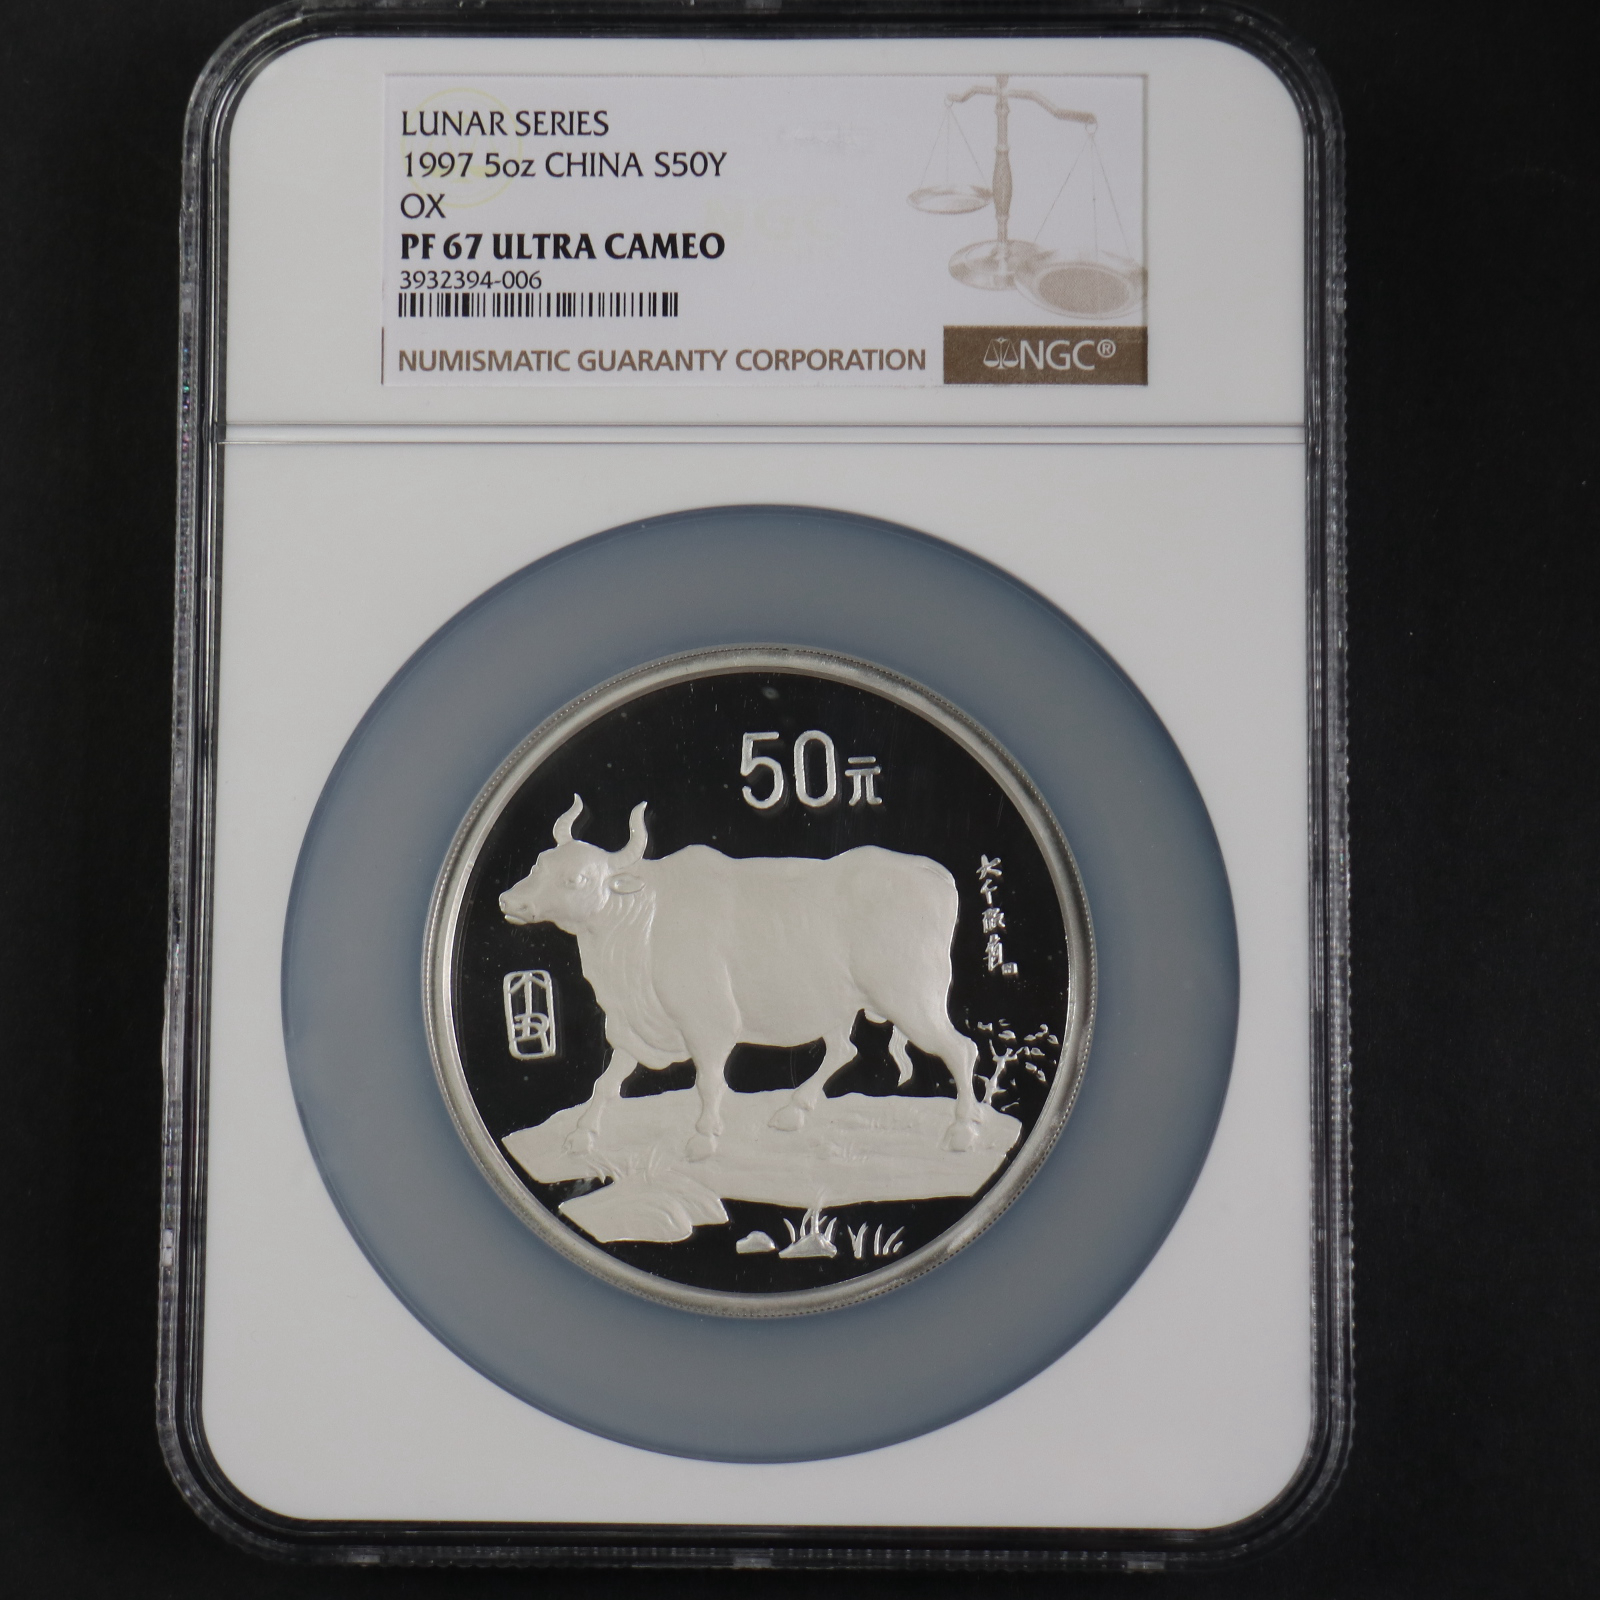 LUNAR SERIES
1997 5oz CHINA S50Y
OX
PF 67 ULTRA CAMEO
3932394-006
NUMISMATIC GUARANTY CORPORATION
NGC®
50元